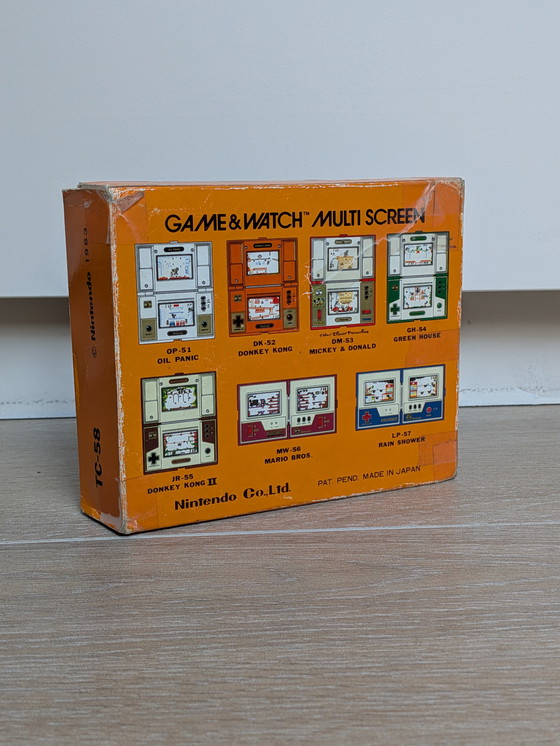 GAME & WATCH™ MULTI SCREEN
OP-51
OIL PANIC
DK-52
DONKEY KONG
DM-53
MICKEY & DONALD
GH-54
GREEN HOUSE
JR-55
DONKEY KONG II
MW-56
MARIO BROS.
LP-57
RAIN SHOWER
Nintendo Co., Ltd.
PAT. PEND. MADE IN JAPAN
TC-58
© Nintendo 1983